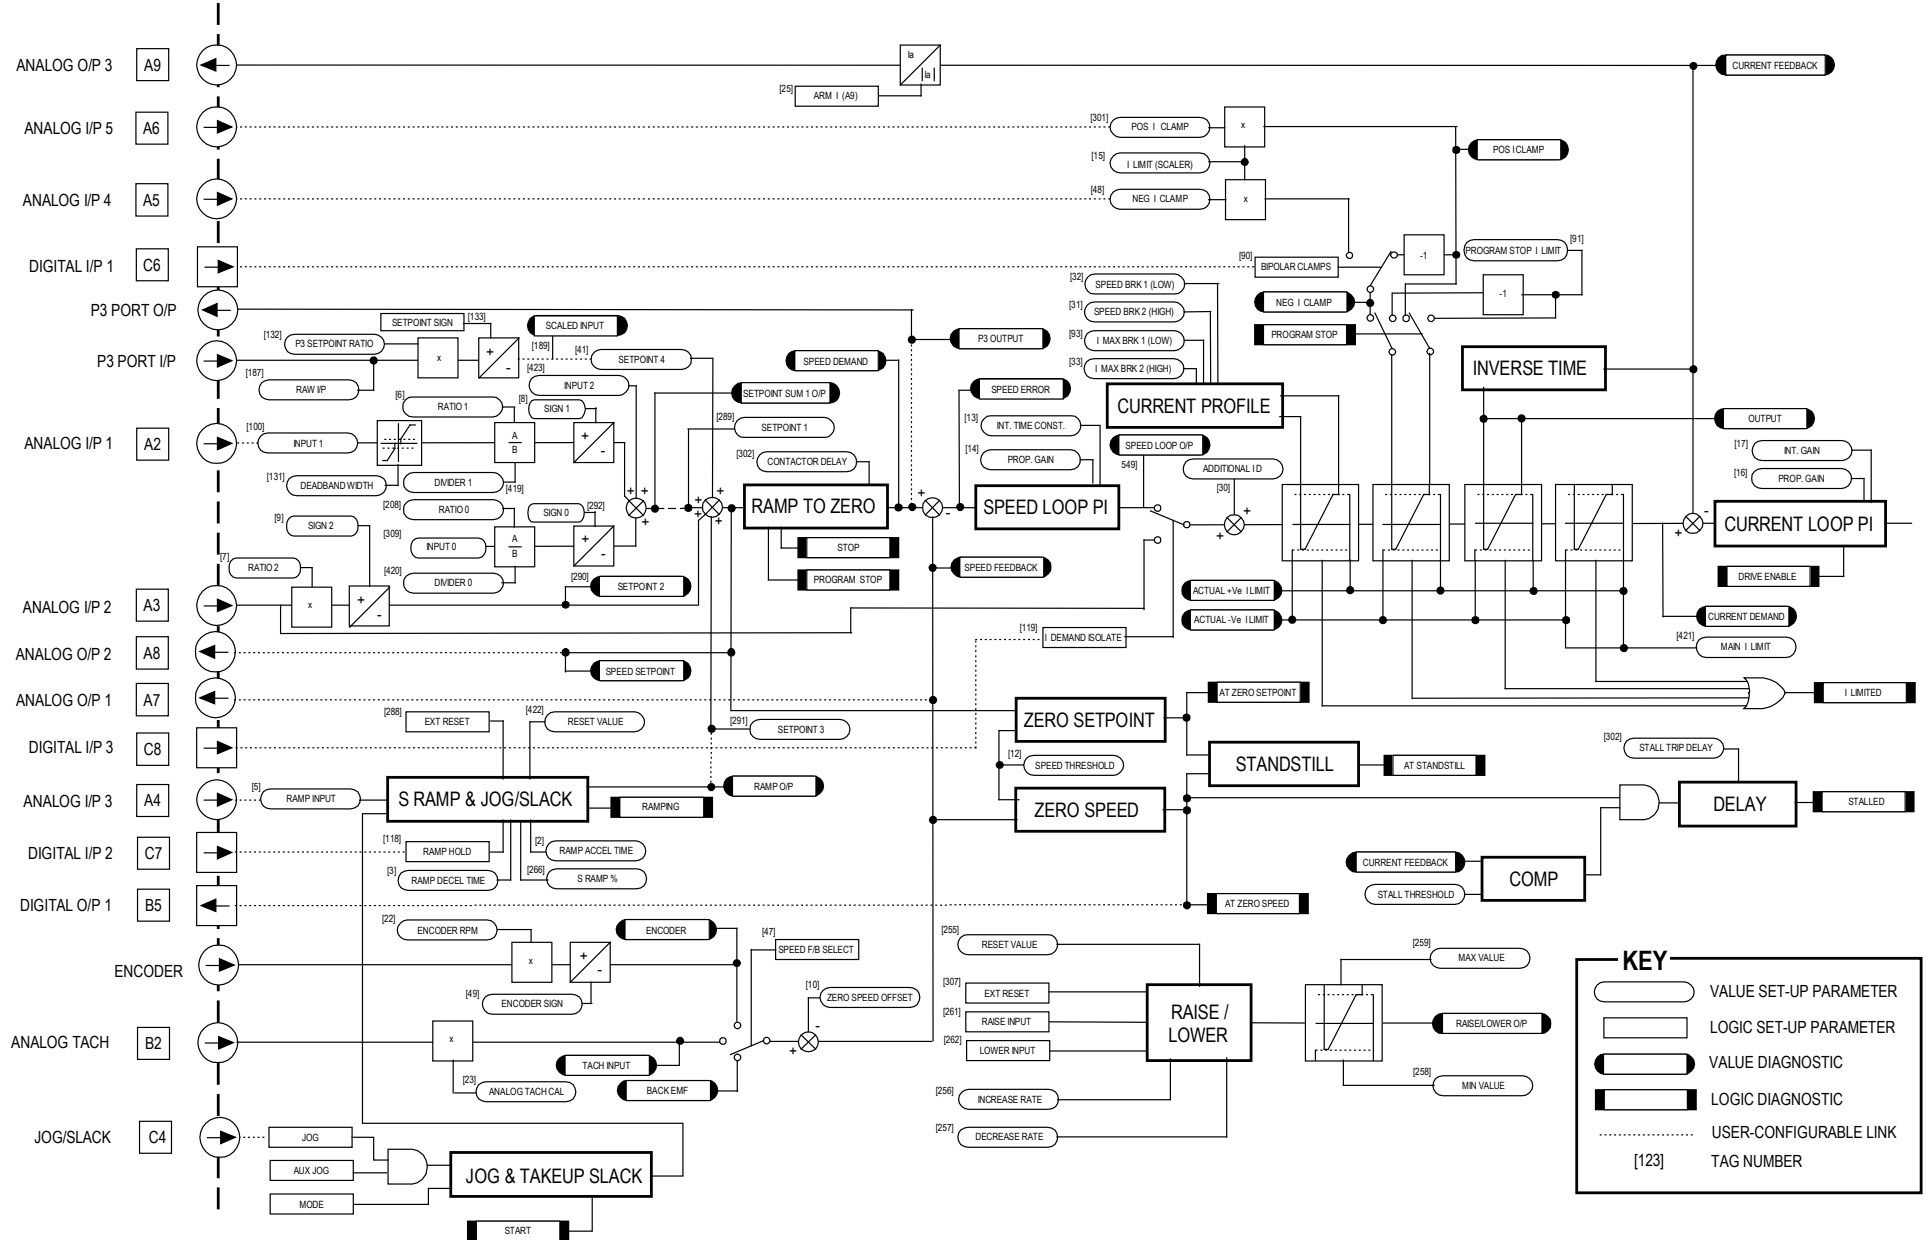 ANALOG O/P 3 A9
Ia
|Ia|
CURRENT FEEDBACK
[25] ARM I (A9)
ANALOG I/P 5 A6
[301] POS I CLAMP x
POS I CLAMP
[15] I LIMIT (SCALER)
ANALOG I/P 4 A5
[48] NEG I CLAMP x
DIGITAL I/P 1 C6
[90] BIPOLAR CLAMPS
-1
PROGRAM STOP I LIMIT [91]
-1
NEG I CLAMP
PROGRAM STOP
P3 PORT O/P
[32] SPEED BRK 1 (LOW)
[31] SPEED BRK 2 (HIGH)
[93] I MAX BRK 1 (LOW)
[33] I MAX BRK 2 (HIGH)
CURRENT PROFILE
INVERSE TIME
OUTPUT
SETPOINT SIGN [133]
SCALED INPUT
[189]
P3 OUTPUT
P3 PORT I/P
[132] P3 SETPOINT RATIO
x
+
-
[41] SETPOINT 4
SPEED DEMAND
[187] RAW I/P
[423] INPUT 2
SETPOINT SUM 1 O/P
SPEED ERROR
[6] RATIO 1
[8] SIGN 1
[289] SETPOINT 1
[13] INT. TIME CONST.
SPEED LOOP O/P
549]
ANALOG I/P 1 A2
[100] INPUT 1
A
B
+
-
[302] CONTACTOR DELAY
[14] PROP. GAIN
ADDITIONAL I D
[30]
[17] INT. GAIN
[16] PROP. GAIN
[131] DEADBAND WIDTH
DIVIDER 1 [419]
[208] RATIO 0
SIGN 0 [292]
+
+
+
+
+
+
+
RAMP TO ZERO
+
-
SPEED LOOP PI
+
+
+
-
CURRENT LOOP PI
[9] SIGN 2
[309] INPUT 0
A
B
+
-
STOP
[7] RATIO 2
[420] DIVIDER 0
[290] SETPOINT 2
PROGRAM STOP
SPEED FEEDBACK
DRIVE ENABLE
ANALOG I/P 2 A3
x
+
-
ACTUAL +Ve I LIMIT
ACTUAL -Ve I LIMIT
CURRENT DEMAND
[119] I DEMAND ISOLATE
[421] MAIN I LIMIT
ANALOG O/P 2 A8
SPEED SETPOINT
ANALOG O/P 1 A7
AT ZERO SETPOINT
I LIMITED
[288] EXT RESET
[422] RESET VALUE
[291] SETPOINT 3
ZERO SETPOINT
DIGITAL I/P 3 C8
[12] SPEED THRESHOLD
STANDSTILL
AT STANDSTILL
[302] STALL TRIP DELAY
ANALOG I/P 3 A4
[5] RAMP INPUT
S RAMP & JOG/SLACK
RAMP O/P
RAMPING
ZERO SPEED
DELAY
STALLED
DIGITAL I/P 2 C7
[118] RAMP HOLD
[2] RAMP ACCEL TIME
[3] RAMP DECEL TIME
[266] S RAMP %
CURRENT FEEDBACK
COMP
STALL THRESHOLD
DIGITAL O/P 1 B5
AT ZERO SPEED
[22] ENCODER RPM
ENCODER
[47] SPEED F/B SELECT
[255] RESET VALUE
[259] MAX VALUE
ENCODER
x
+
-
[49] ENCODER SIGN
[10] ZERO SPEED OFFSET
[307] EXT RESET
[261] RAISE INPUT
[262] LOWER INPUT
RAISE /
LOWER
RAISE/LOWER O/P
ANALOG TACH B2
x
-
+
TACH INPUT
[23] ANALOG TACH CAL
BACK EMF
[256] INCREASE RATE
[258] MIN VALUE
[257] DECREASE RATE
JOG/SLACK C4
JOG
AUX JOG
MODE
JOG & TAKEUP SLACK
START
KEY
VALUE SET-UP PARAMETER
LOGIC SET-UP PARAMETER
VALUE DIAGNOSTIC
LOGIC DIAGNOSTIC
USER-CONFIGURABLE LINK
[123] TAG NUMBER